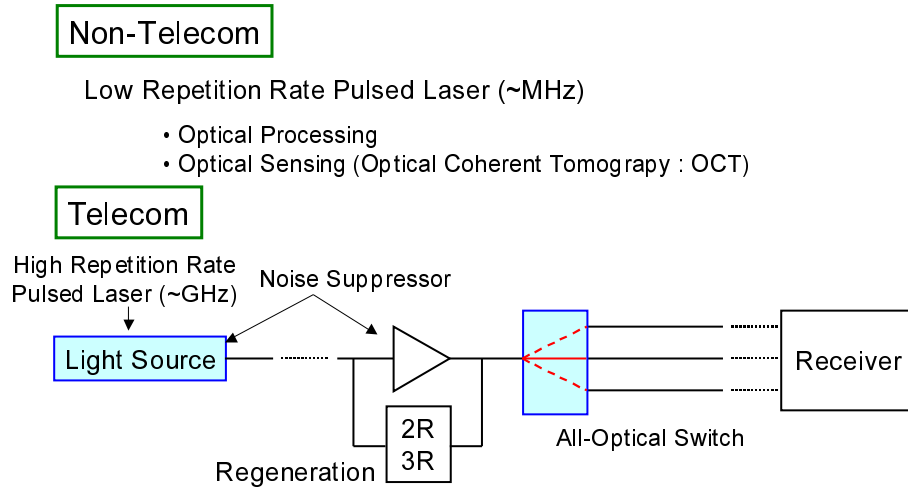 Non-Telecom
Low Repetition Rate Pulsed Laser (~MHz)
• Optical Processing
• Optical Sensing (Optical Coherent Tomograpy : OCT)
Telecom
High Repetition Rate
Pulsed Laser (~GHz)
Noise Suppressor
Light Source
Receiver
2R
3R
Regeneration
All-Optical Switch